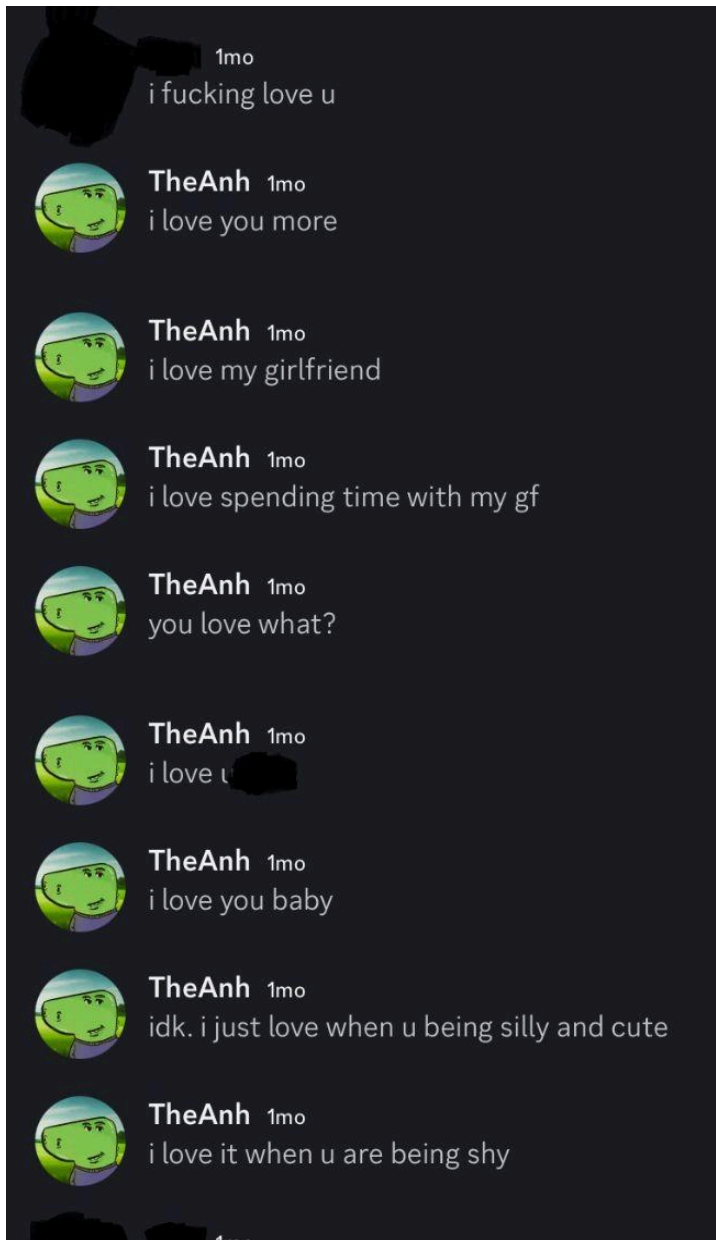 1mo
i fucking love u
TheAnh 1mo
i love you more
TheAnh 1mo
i love my girlfriend
TheAnh 1mo
i love spending time with my gf
TheAnh 1mo
you love what?
TheAnh 1mo
i love u
TheAnh 1mo
i love you baby
TheAnh 1mo
idk. i just love when u being silly and cute
TheAnh 1mo
i love it when u are being shy